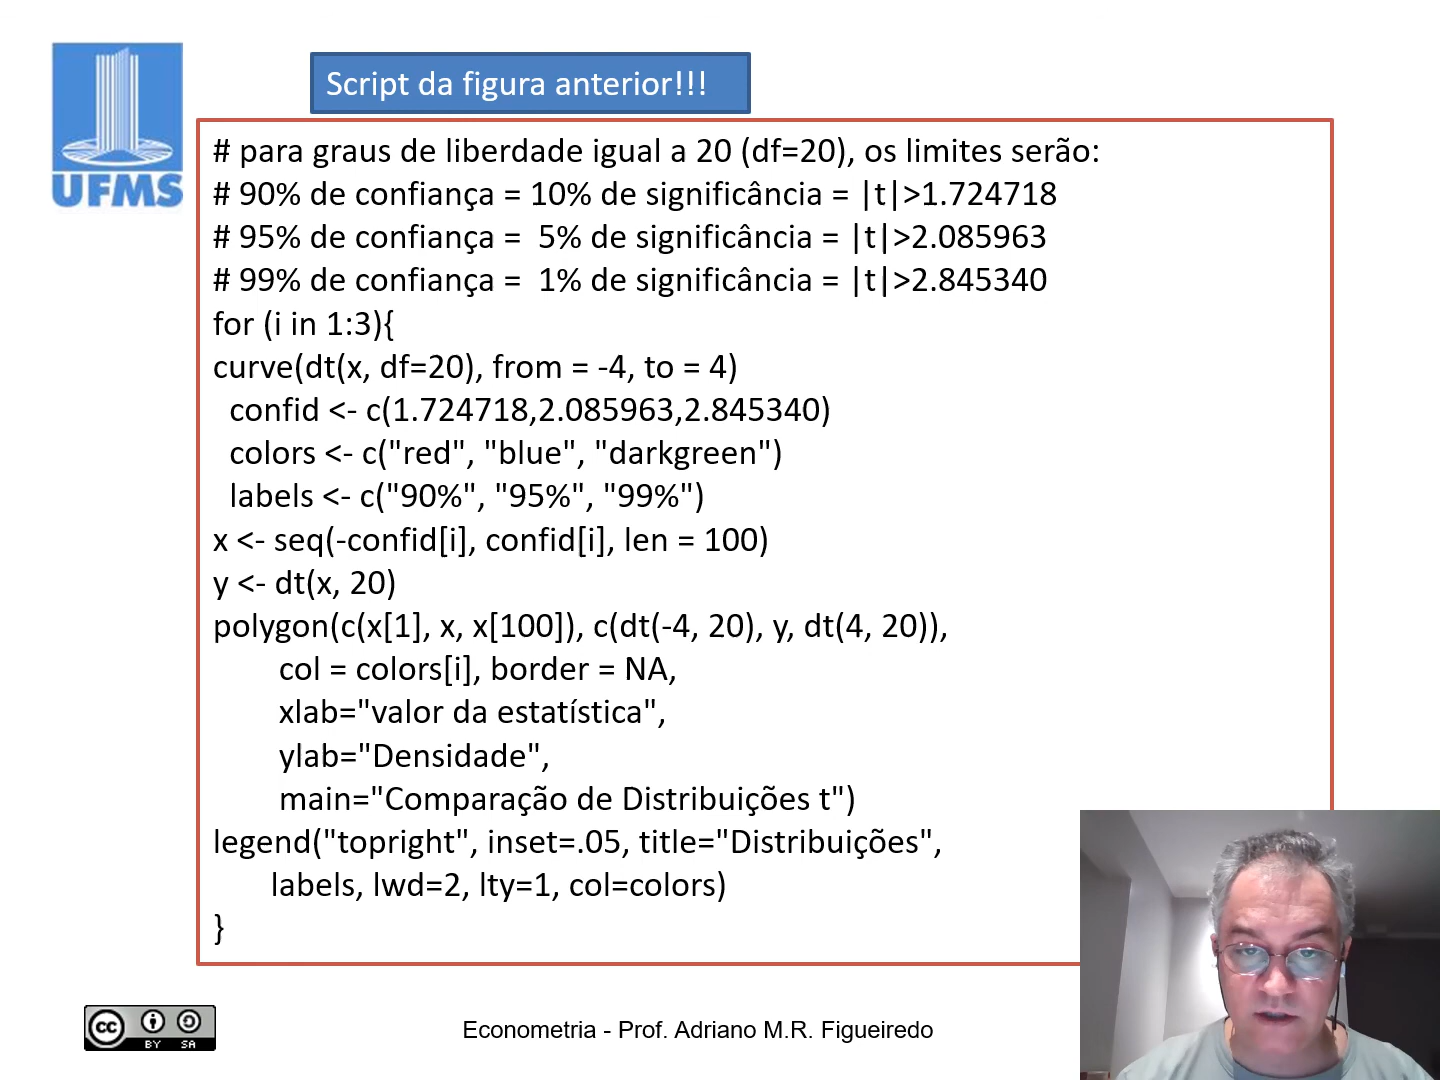 UFMS
Script da figura anterior!!!
# para graus de liberdade igual a 20 (df=20), os limites serão:
# 90% de confiança = 10% de significância = |t|>1.724718
# 95% de confiança =  5% de significância = |t|>2.085963
# 99% de confiança =  1% de significância = |t|>2.845340
for (i in 1:3){
curve(dt(x, df=20), from = -4, to = 4)
  confid <- c(1.724718,2.085963,2.845340)
  colors <- c("red", "blue", "darkgreen")
  labels <- c("90%", "95%", "99%")
x <- seq(-confid[i], confid[i], len = 100)
y <- dt(x, 20)
polygon(c(x[1], x, x[100]), c(dt(-4, 20), y, dt(4, 20)),
        col = colors[i], border = NA,
        xlab="valor da estatística",
        ylab="Densidade",
        main="Comparação de Distribuições t")
legend("topright", inset=.05, title="Distribuições",
       labels, lwd=2, lty=1, col=colors)
}
cc BY SA
Econometria - Prof. Adriano M.R. Figueiredo